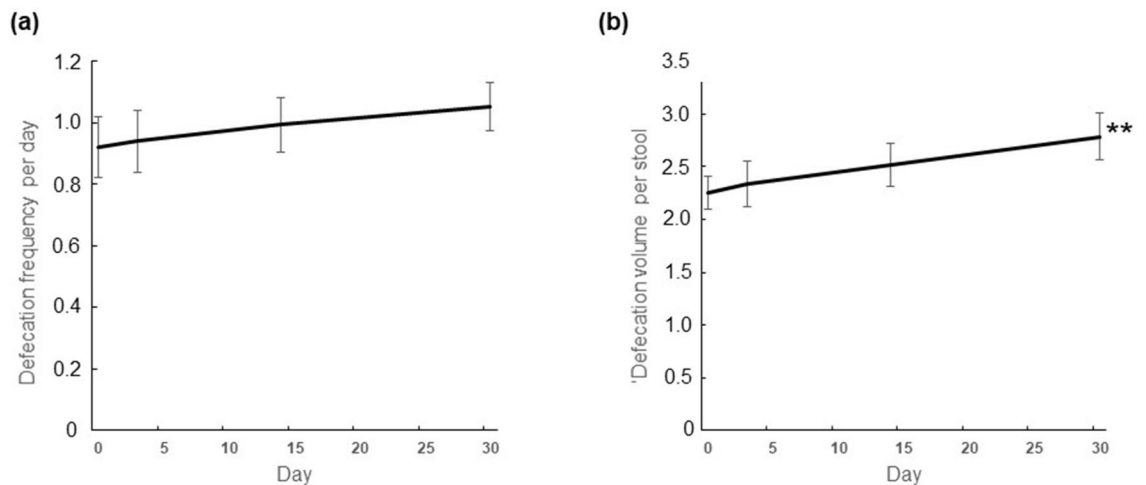 (a)
1.2
1.0
0.8
0.6
0.4
0.2
0
Defecation frequency per day
0 5 10 15 20 25 30
Day
(b)
3.5
3.0
2.5
2.0
1.5
1.0
0.5
0
'Defecation volume per stool
**
0 5 10 15 20 25 30
Day